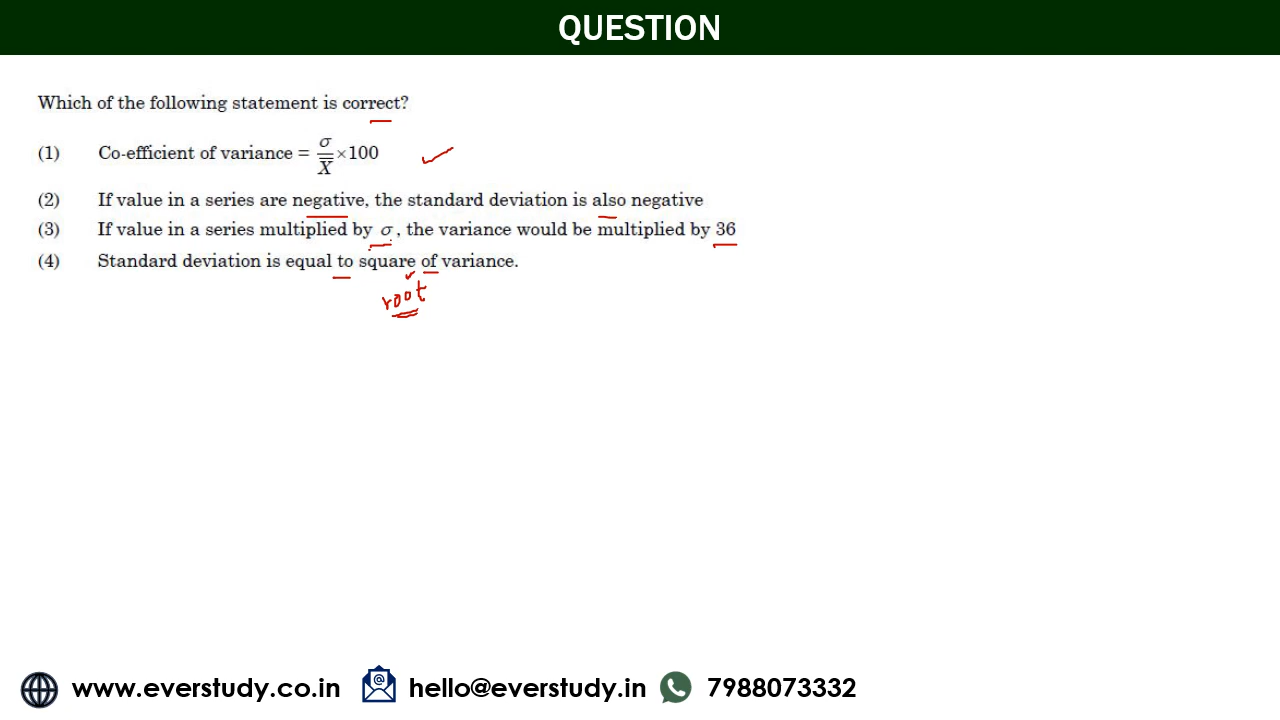 QUESTION
Which of the following statement is correct?
(1) Co-efficient of variance = σ/X̿ ×100
(2) If value in a series are negative, the standard deviation is also negative
(3) If value in a series multiplied by σ, the variance would be multiplied by 36
(4) Standard deviation is equal to square of variance.
root
www.everstudy.co.in hello@everstudy.in 7988073332